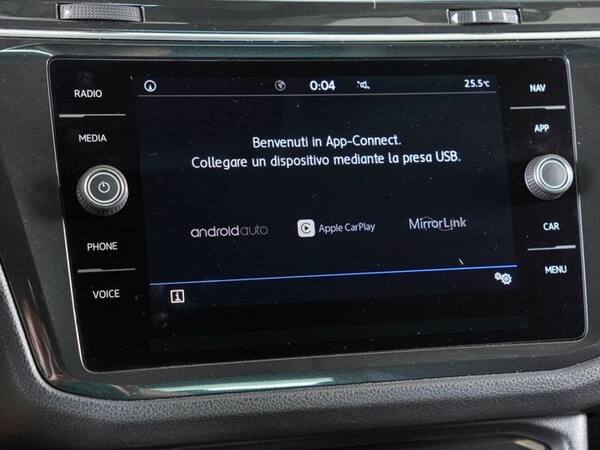 RADIO
MEDIA
PHONE
VOICE
0:04
25.5°C
Benvenuti in App-Connect.
Collegare un dispositivo mediante la presa USB.
androidauto
Apple CarPlay
MirrorLink
i
NAV
APP
CAR
MENU